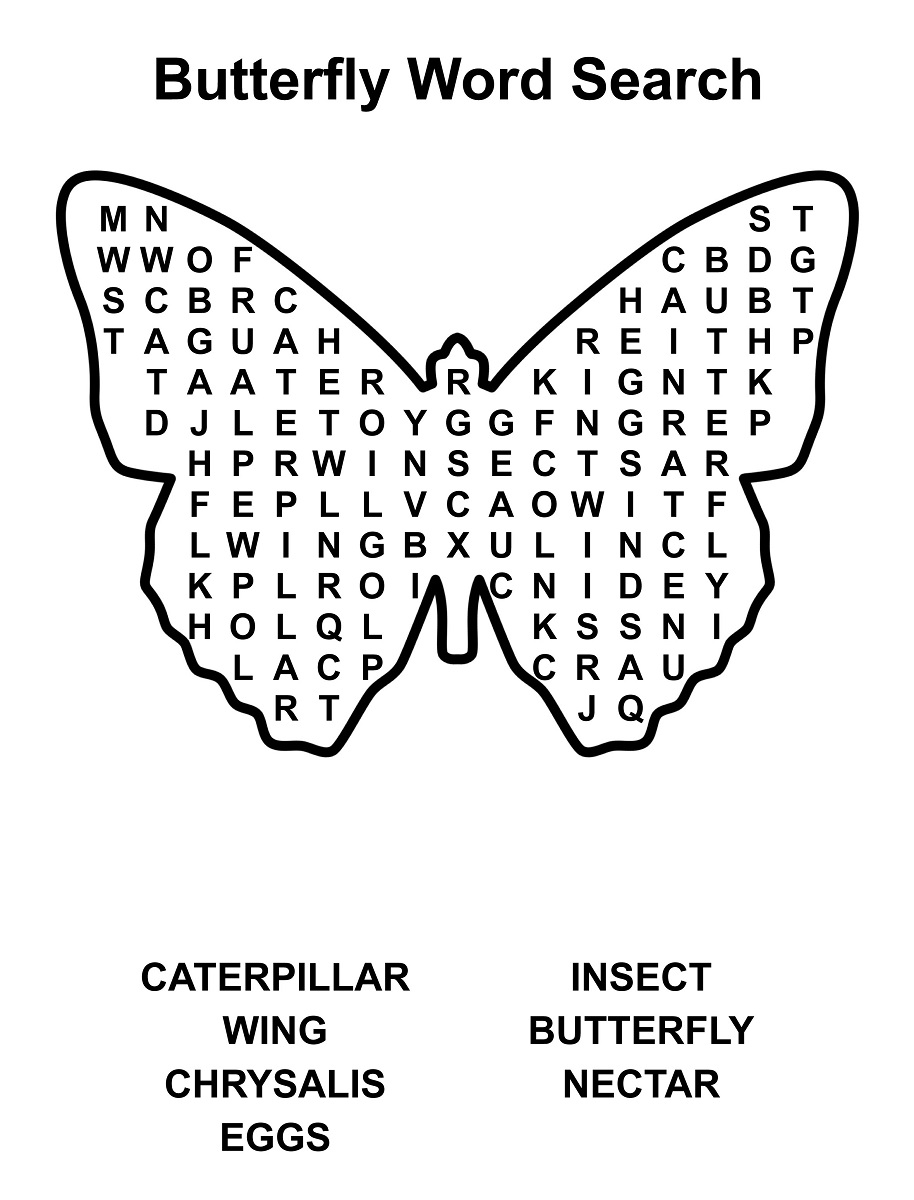 Butterfly Word Search
M N S T
W W O F C B D G
S C B R C H A U B T
T A G U A H R E I T H P
T A A T E R R K I G N T K
D J L E T O Y G G F N G R E P
H P R W I N S E C T S A R
F E P L L V C A O W I T F
L W I N G B X U L I N C L
K P L R O I C N I D E Y
H O L Q L K S S N I
L A C P C R A U
R T J Q
CATERPILLAR INSECT
WING BUTTERFLY
CHRYSALIS NECTAR
EGGS